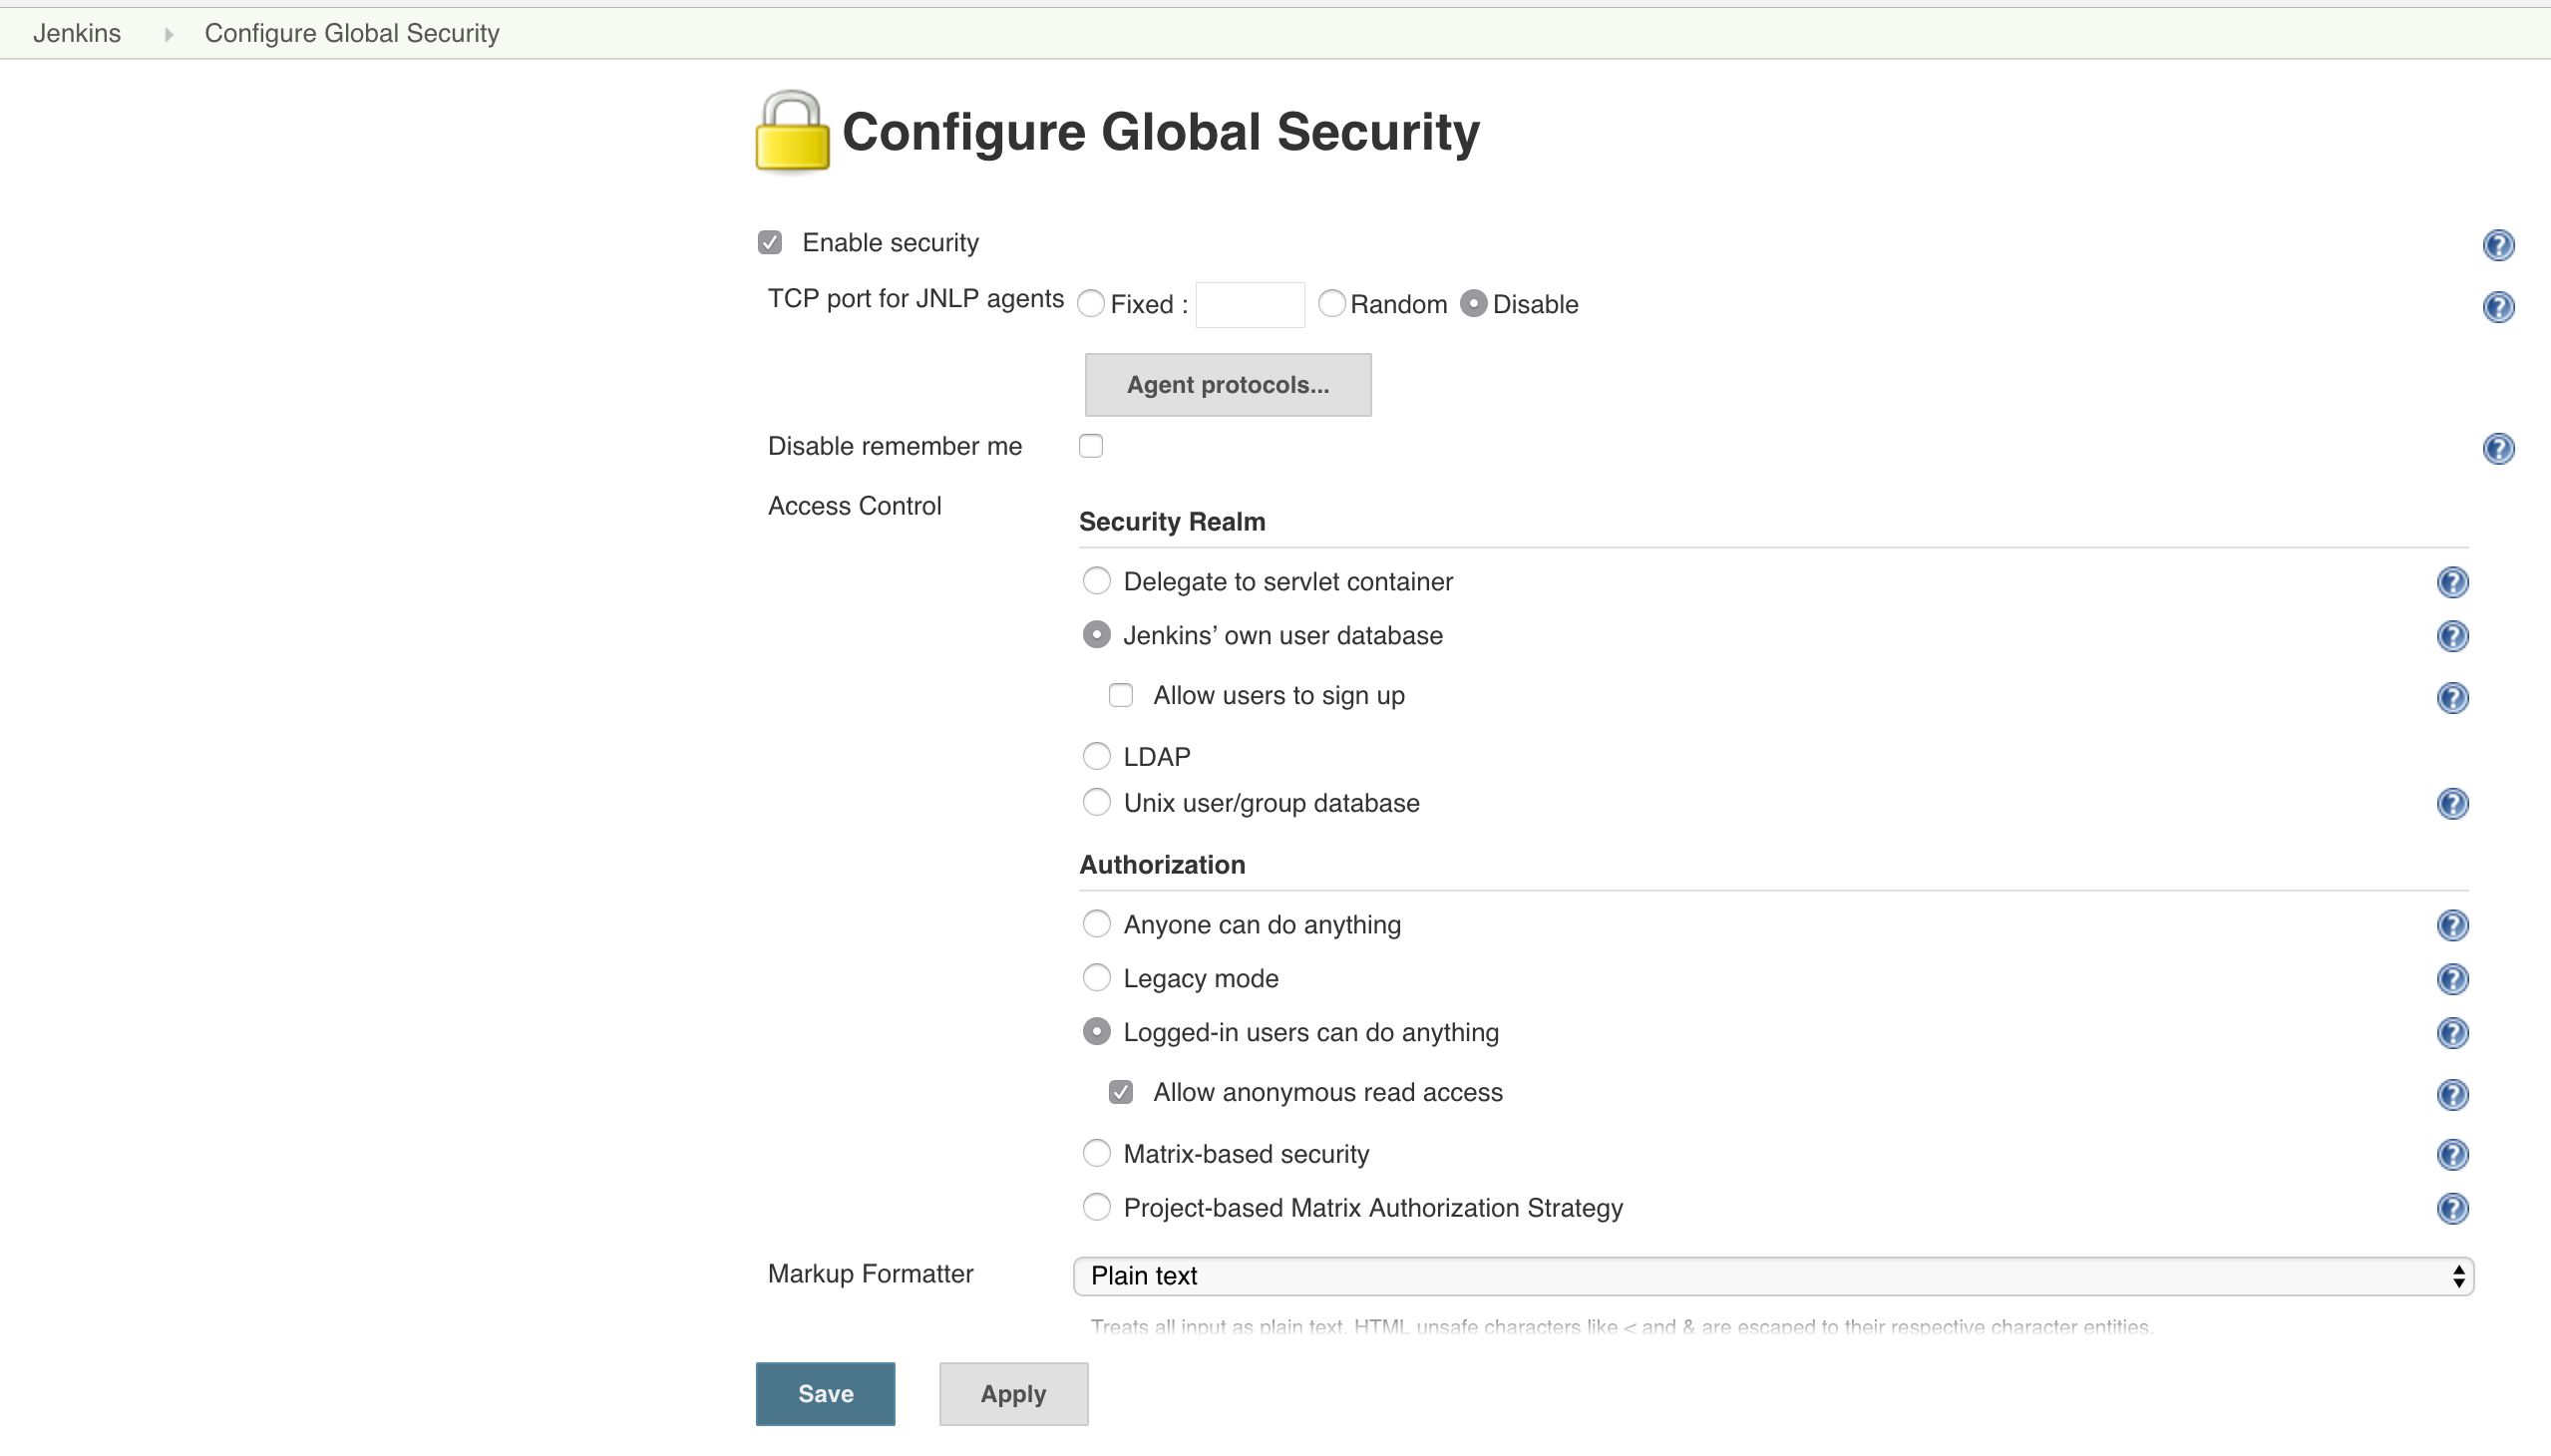 Jenkins Configure Global Security
Configure Global Security
Enable security
TCP port for JNLP agents Fixed : Random Disable
Agent protocols...
Disable remember me
Access Control
Security Realm
Delegate to servlet container
Jenkins’ own user database
Allow users to sign up
LDAP
Unix user/group database
Authorization
Anyone can do anything
Legacy mode
Logged-in users can do anything
Allow anonymous read access
Matrix-based security
Project-based Matrix Authorization Strategy
Markup Formatter Plain text
Treats all input as plain text. HTML unsafe characters like < and & are escaped to their respective character entities.
Save Apply